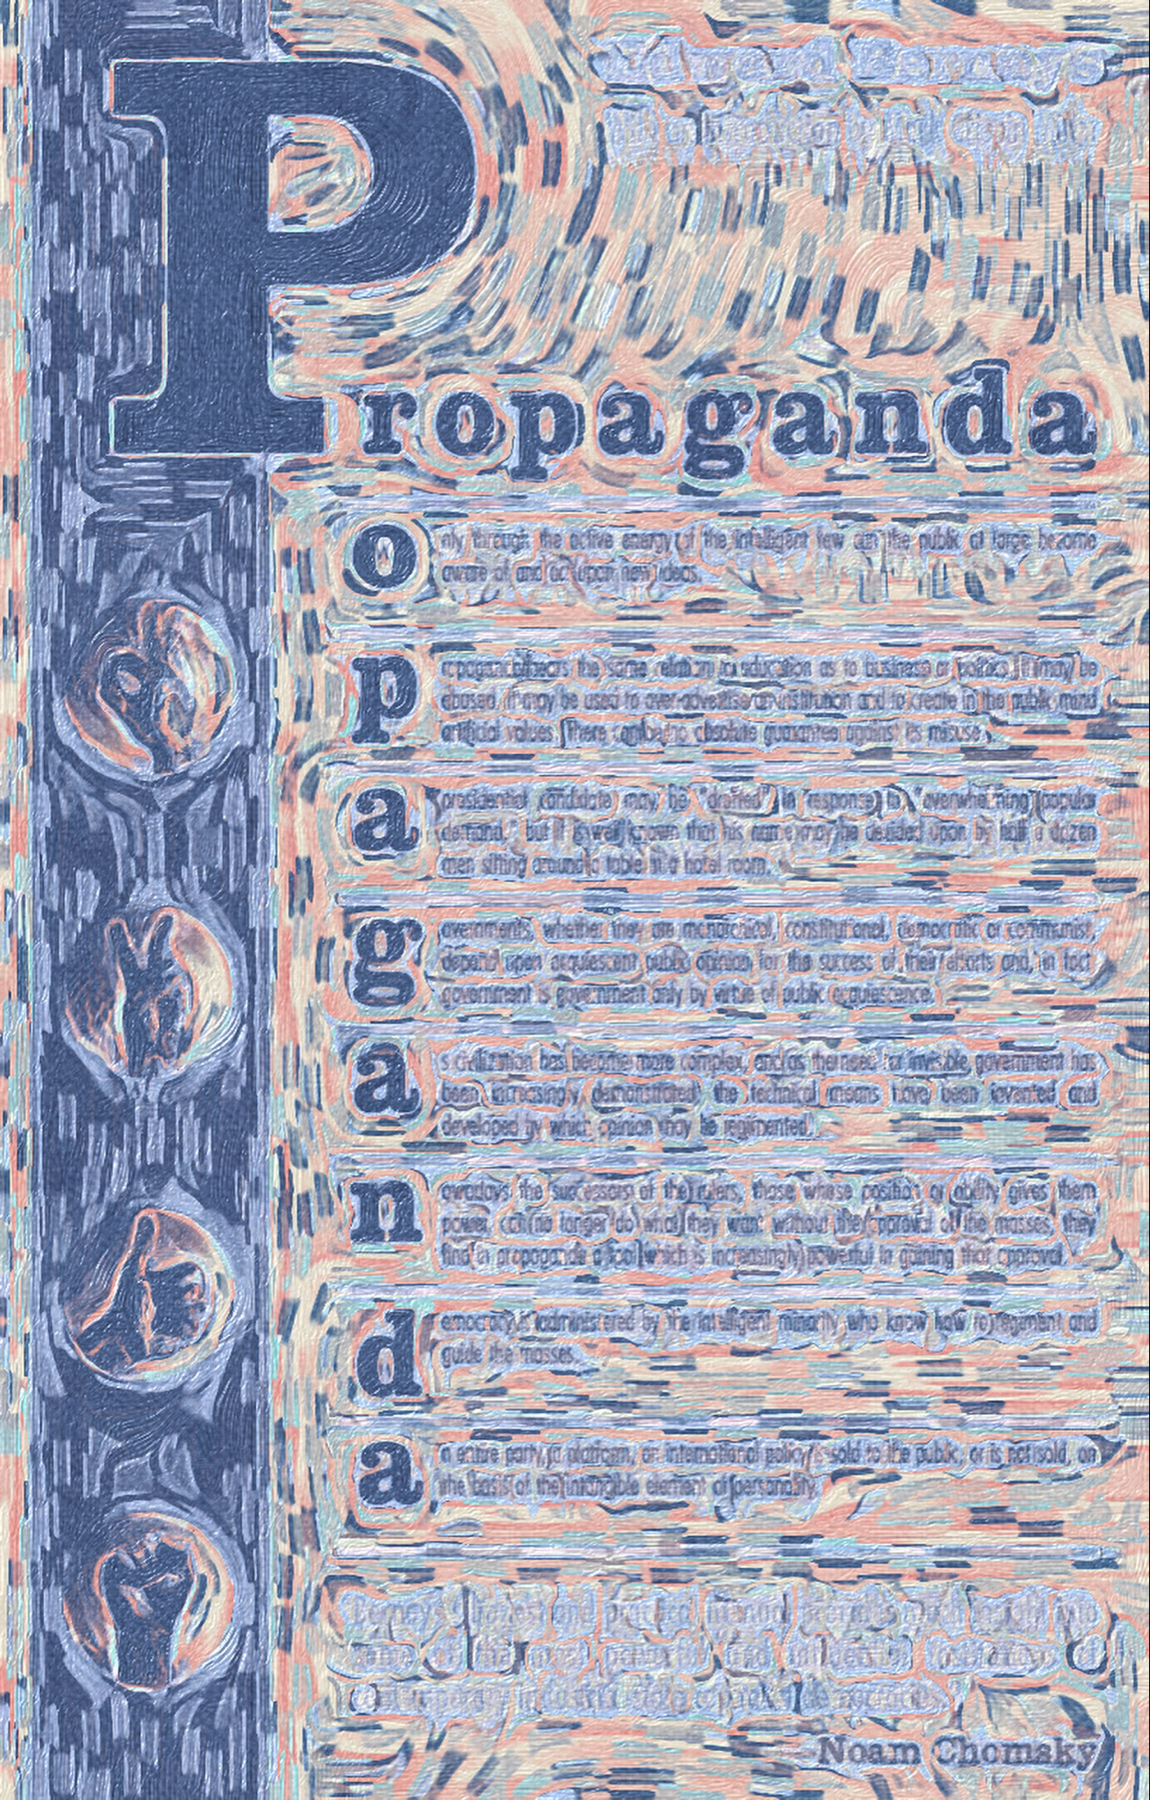 Edward Bernays
Propaganda
only through the active energy of the intelligent few can the public at large become
aware of and act upon new ideas.
propaganda bears the same relation to education as to business or politics. It may be
abused. It may be used to over-advertise an institution and to create in the public mind
artificial values. There can be no absolute guarantee against its misuse.
a presidential candidate may be "drafted" in response to "overwhelming popular
demand," but it is well known that his name may be decided upon by half a dozen
men sitting around a table in a hotel room.
governments, whether they are monarchical, constitutional, democratic or communist,
depend upon acquiescent public opinion for the success of their efforts and, in fact
government is government only by virtue of public acquiescence.
as civilization has become more complex, and as the need for invisible government has
been increasingly demonstrated, the technical means have been invented and
developed by which opinion may be regimented.
nowadays the successors of the rulers, those whose position or ability gives them
power, can no longer do what they want without the approval of the masses, they
find in propaganda a tool which is increasingly powerful in gaining that approval.
democracy is administered by the intelligent minority who know how to regiment and
guide the masses.
an entire party, a platform, an international policy is sold to the public, or is not sold, on
the basis of the intangible element of personality.
Noam Chomsky